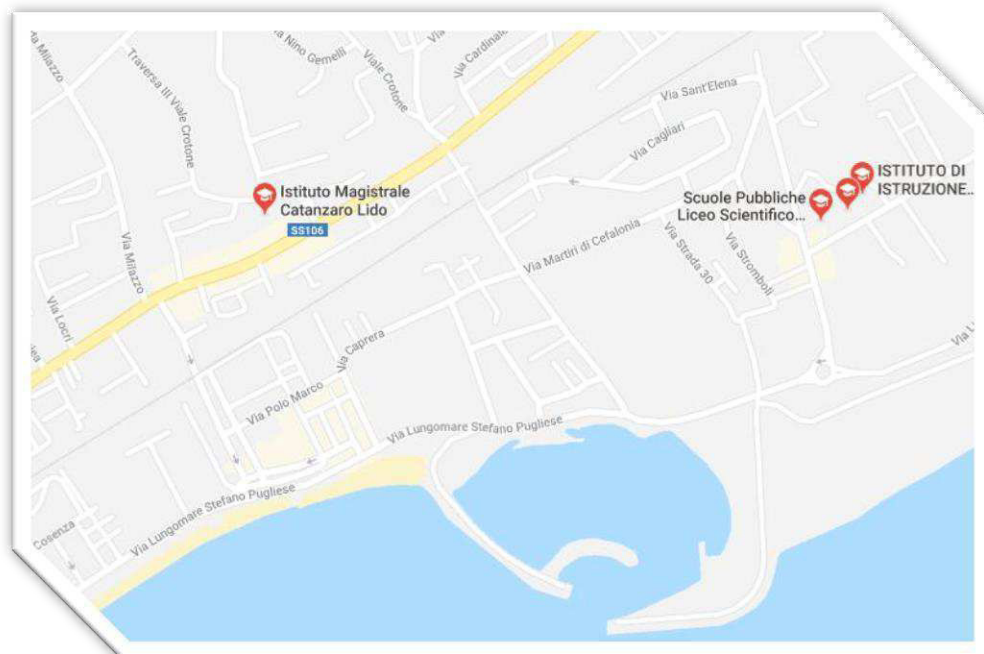 Via Milazzo
Traversa III Viale Crotone
Via Nino Gemelli
Viale Crotone
Via Cardinale
Via Sant'Elena
Via Cagliari
Istituto Magistrale
Catanzaro Lido
SS106
Scuole Pubbliche
Liceo Scientifico...
ISTITUTO DI
ISTRUZIONE...
Via Milazzo
Via Martiri di Cefalonia
Via Strada 30
Via Stromboli
Via Locri
Via Caprera
Via Polo Marco
Via Lungomare Stefano Pugliese
Via Lungomare Stefano Pugliese
Cosenza